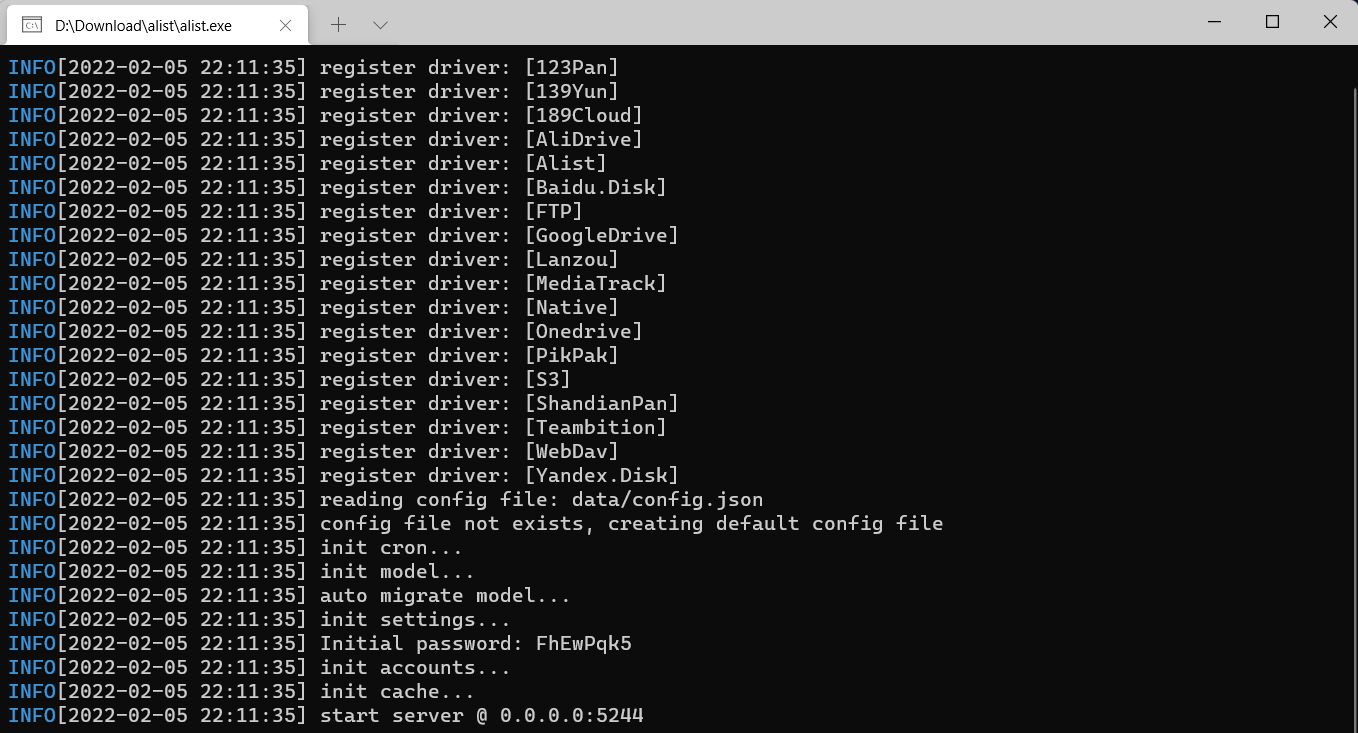 D:\Download\alist\alist.exe
INFO[2022-02-05 22:11:35] register driver: [123Pan]
INFO[2022-02-05 22:11:35] register driver: [139Yun]
INFO[2022-02-05 22:11:35] register driver: [189Cloud]
INFO[2022-02-05 22:11:35] register driver: [AliDrive]
INFO[2022-02-05 22:11:35] register driver: [Alist]
INFO[2022-02-05 22:11:35] register driver: [Baidu.Disk]
INFO[2022-02-05 22:11:35] register driver: [FTP]
INFO[2022-02-05 22:11:35] register driver: [GoogleDrive]
INFO[2022-02-05 22:11:35] register driver: [Lanzou]
INFO[2022-02-05 22:11:35] register driver: [MediaTrack]
INFO[2022-02-05 22:11:35] register driver: [Native]
INFO[2022-02-05 22:11:35] register driver: [Onedrive]
INFO[2022-02-05 22:11:35] register driver: [PikPak]
INFO[2022-02-05 22:11:35] register driver: [S3]
INFO[2022-02-05 22:11:35] register driver: [ShandianPan]
INFO[2022-02-05 22:11:35] register driver: [Teambition]
INFO[2022-02-05 22:11:35] register driver: [WebDav]
INFO[2022-02-05 22:11:35] register driver: [Yandex.Disk]
INFO[2022-02-05 22:11:35] reading config file: data/config.json
INFO[2022-02-05 22:11:35] config file not exists, creating default config file
INFO[2022-02-05 22:11:35] init cron...
INFO[2022-02-05 22:11:35] init model...
INFO[2022-02-05 22:11:35] auto migrate model...
INFO[2022-02-05 22:11:35] init settings...
INFO[2022-02-05 22:11:35] Initial password: FhEwPqk5
INFO[2022-02-05 22:11:35] init accounts...
INFO[2022-02-05 22:11:35] init cache...
INFO[2022-02-05 22:11:35] start server @ 0.0.0.0:5244